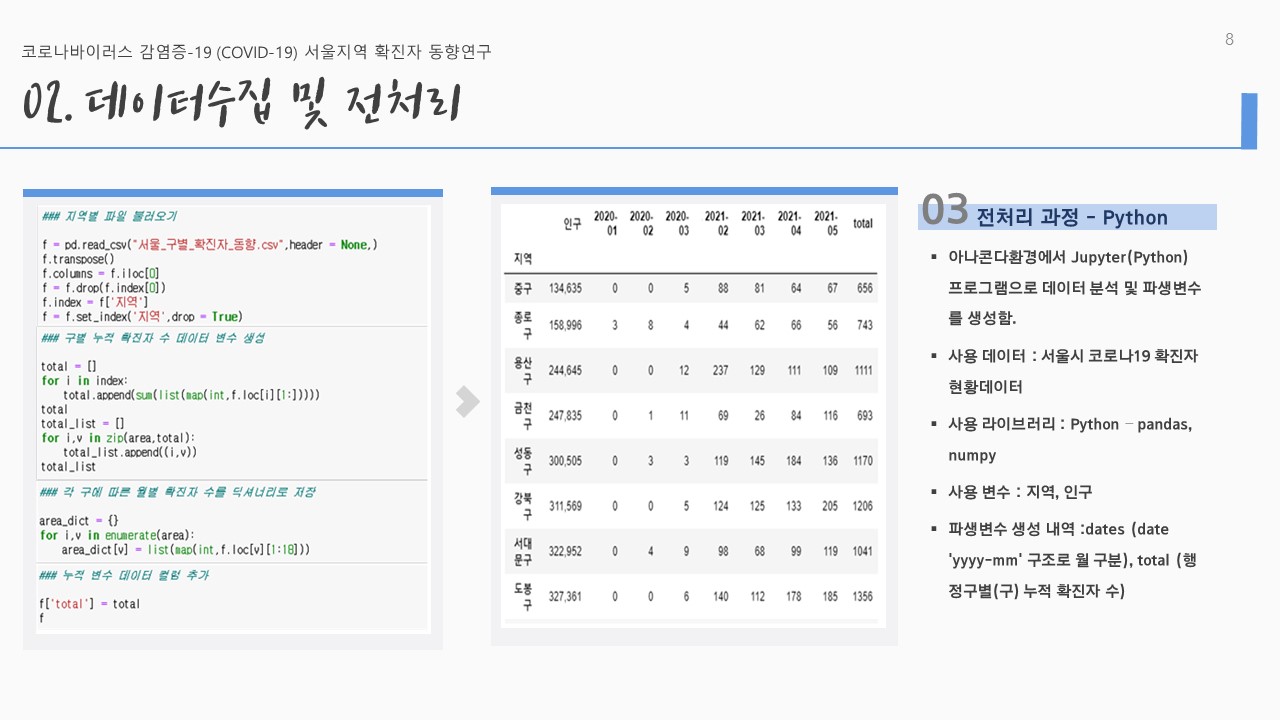 코로나바이러스 감염증-19 (COVID-19) 서울지역 확진자 동향연구
8
02. 데이터수집 및 전처리
### 지역별 파일 불러오기
f = pd.read_csv("서울_구별_확진자_동향.csv",header = None,)
f.transpose()
f.columns = f.iloc[0]
f = f.drop(f.index[0])
f.index = f['지역']
f = f.set_index('지역',drop = True)
### 구별 누적 확진자 수 데이터 변수 생성
total = []
for i in index:
total.append(sum(list(map(int,f.loc[i][1:]))))
total
total_list = []
for i,v in zip(area,total):
total_list.append((i,v))
total_list
### 각 구에 따른 월별 확진자 수를 딕셔너리로 저장
area_dict = {}
for i,v in enumerate(area):
area_dict[v] = list(map(int,f.loc[v][1:18]))
### 누적 변수 데이터 컬럼 추가
f['total'] = total
f
인구 2020-01 2020-02 2020-03 2021-02 2021-03 2021-04 2021-05 total
지역
중구 134,635 0 0 5 88 81 64 67 656
종로구 158,996 3 8 4 44 62 66 56 743
용산구 244,645 0 0 12 237 129 111 109 1111
금천구 247,835 0 1 11 69 26 84 116 693
성동구 300,505 0 3 3 119 145 184 136 1170
강북구 311,569 0 0 5 124 125 133 205 1206
서대문구 322,952 0 4 9 98 68 99 119 1041
도봉구 327,361 0 0 6 140 112 178 185 1356
03 전처리 과정 - Python
▪ 아나콘다환경에서 Jupyter(Python)
프로그램으로 데이터 분석 및 파생변수
를 생성함.
▪ 사용 데이터 : 서울시 코로나19 확진자
현황데이터
▪ 사용 라이브러리 : Python – pandas,
numpy
▪ 사용 변수 : 지역, 인구
▪ 파생변수 생성 내역 :dates (date
'yyyy-mm' 구조로 월 구분), total (행
정구별(구) 누적 확진자 수)